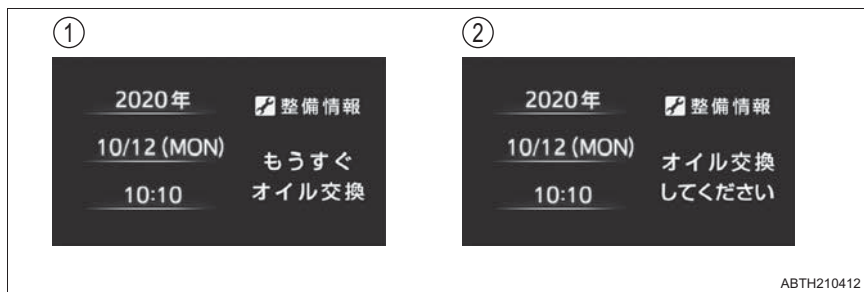 ①
2020年
10/12 (MON)
10:10
整備情報
もうすぐ
オイル交換
②
2020年
10/12 (MON)
10:10
整備情報
オイル交換
してください
ABTH210412